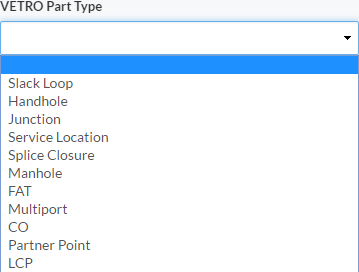 VETRO Part Type
Slack Loop
Handhole
Junction
Service Location
Splice Closure
Manhole
FAT
Multiport
CO
Partner Point
LCP